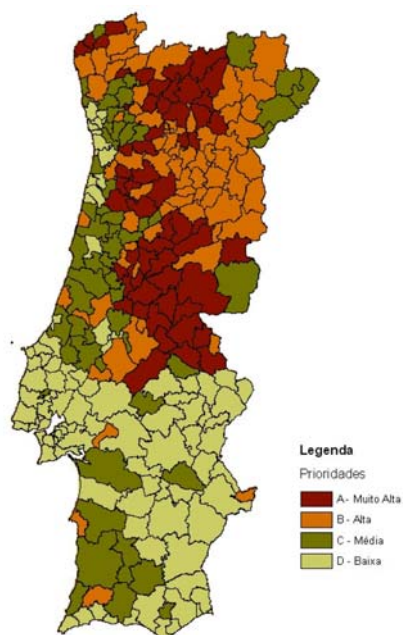 Legenda
Prioridades
A- Muito Alta
B - Alta
C - Média
D - Baixa